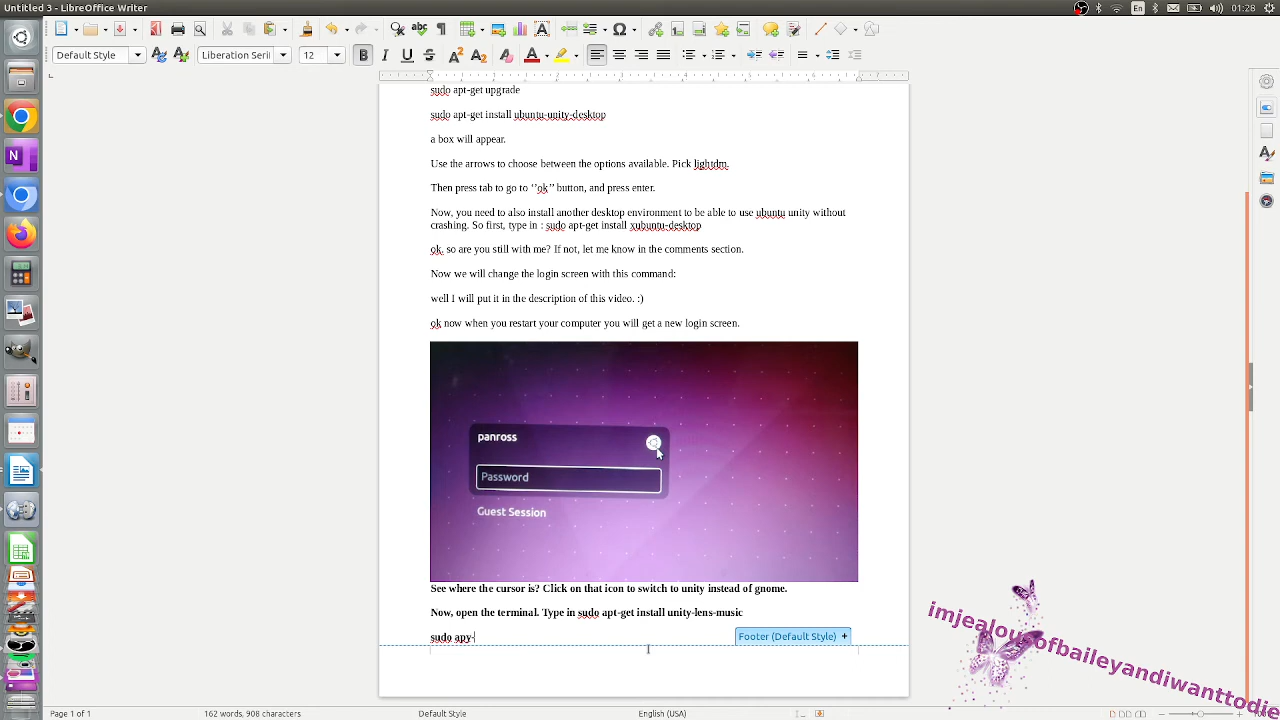 Untitled 3 - LibreOffice Writer
En
01:28
Default Style
Liberation Seri
12
sudo apt-get upgrade
sudo apt-get install ubuntu-unity-desktop
a box will appear.
Use the arrows to choose between the options available. Pick lightdm.
Then press tab to go to ‘’ok’’ button, and press enter.
Now, you need to also install another desktop environment to be able to use ubuntu unity without
crashing. So first, type in : sudo apt-get install xubuntu-desktop
ok. so are you still with me? If not, let me know in the comments section.
Now we will change the login screen with this command:
well I will put it in the description of this video. :)
ok now when you restart your computer you will get a new login screen.
panross
Password
Guest Session
See where the cursor is? Click on that icon to switch to unity instead of gnome.
Now, open the terminal. Type in sudo apt-get install unity-lens-music
sudo apy-
Footer (Default Style) +
imjealousofbaileyandiwanttodie
Page 1 of 1
162 words, 908 characters
Default Style
English (USA)